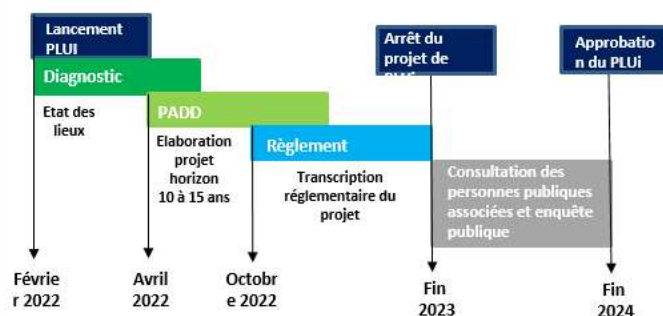 Lancement
PLUI
Arrêt du
projet de
PLUi
Approbatio
n du PLUi
Diagnostic
Etat des
lieux
PADD
Elaboration
projet
horizon
10 à 15 ans
Règlement
Transcription
réglementaire du
projet
Consultation des
personnes publiques
associées et enquête
publique
Févrie
r 2022
Avril
2022
Octobr
e 2022
Fin
2023
Fin
2024